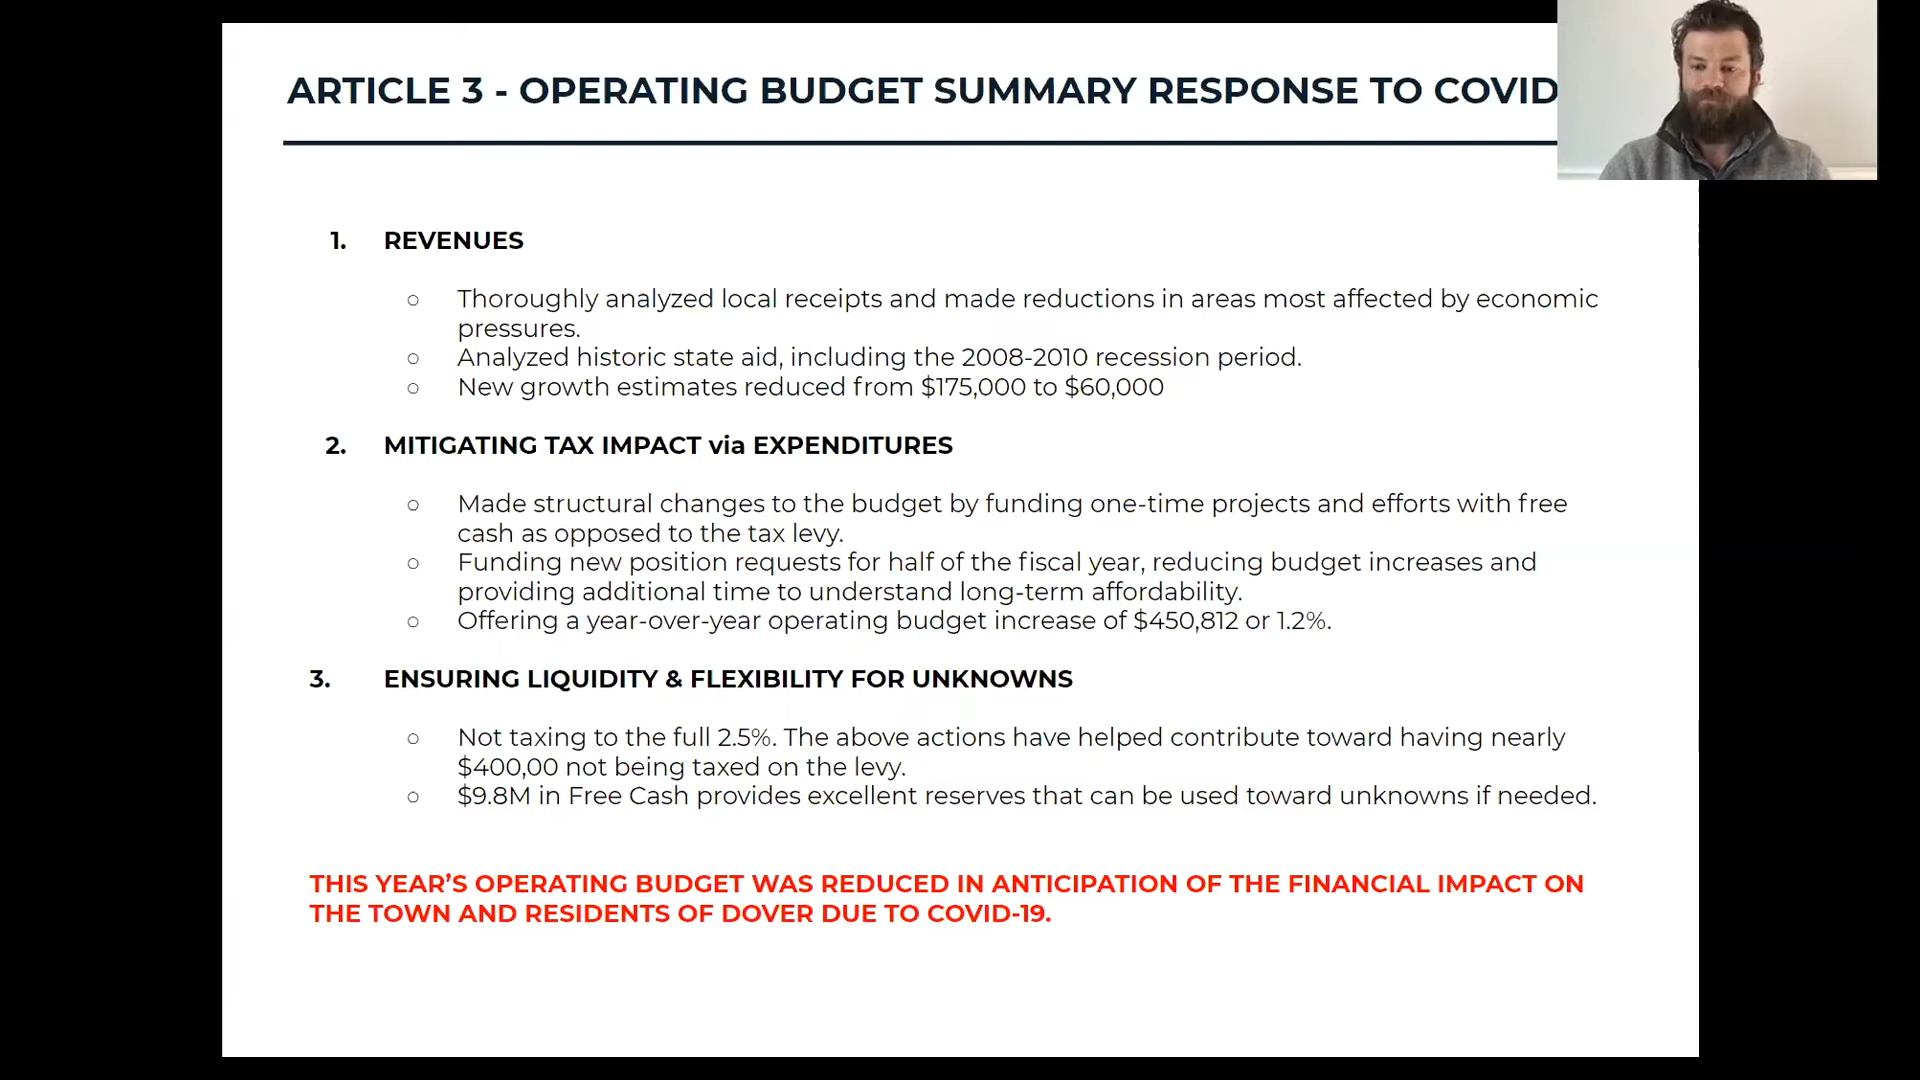 ARTICLE 3 - OPERATING BUDGET SUMMARY RESPONSE TO COVID
1. REVENUES
○ Thoroughly analyzed local receipts and made reductions in areas most affected by economic
pressures.
○ Analyzed historic state aid, including the 2008-2010 recession period.
○ New growth estimates reduced from $175,000 to $60,000
2. MITIGATING TAX IMPACT via EXPENDITURES
○ Made structural changes to the budget by funding one-time projects and efforts with free
cash as opposed to the tax levy.
○ Funding new position requests for half of the fiscal year, reducing budget increases and
providing additional time to understand long-term affordability.
○ Offering a year-over-year operating budget increase of $450,812 or 1.2%.
3. ENSURING LIQUIDITY & FLEXIBILITY FOR UNKNOWNS
○ Not taxing to the full 2.5%. The above actions have helped contribute toward having nearly
$400,00 not being taxed on the levy.
○ $9.8M in Free Cash provides excellent reserves that can be used toward unknowns if needed.
THIS YEAR’S OPERATING BUDGET WAS REDUCED IN ANTICIPATION OF THE FINANCIAL IMPACT ON
THE TOWN AND RESIDENTS OF DOVER DUE TO COVID-19.